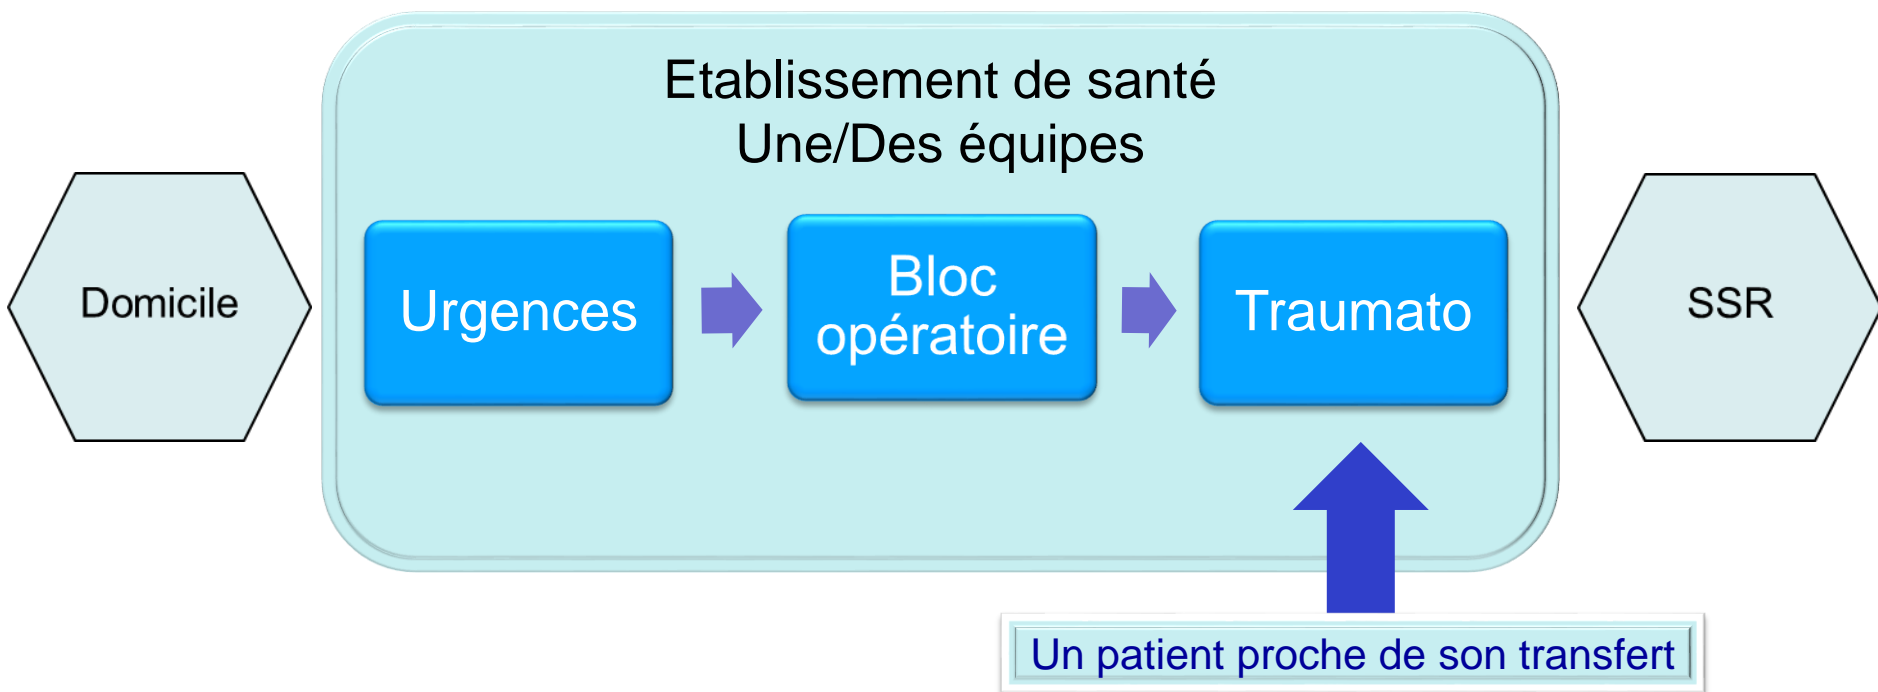 Etablissement de santé
Une/Des équipes
Domicile
Urgences
Bloc
opératoire
Traumato
SSR
Un patient proche de son transfert